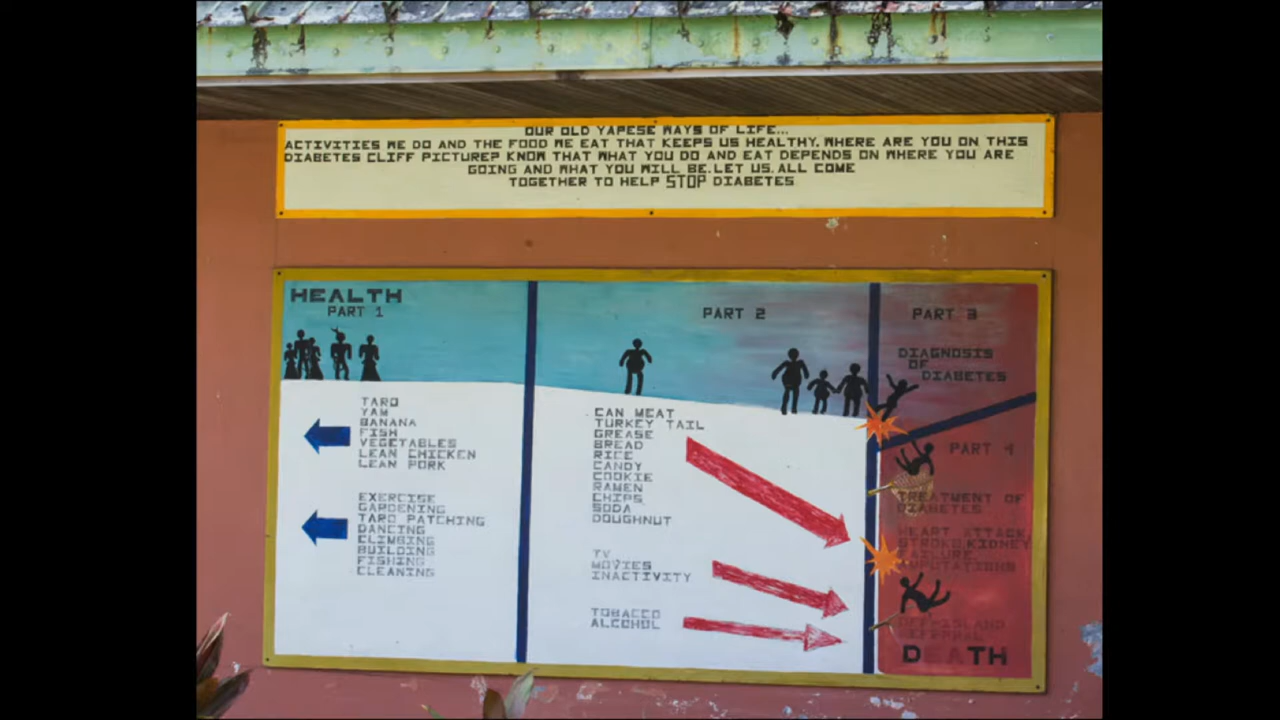 OUR OLD YAPESE WAYS OF LIFE...
ACTIVITIES WE DO AND THE FOOD WE EAT THAT KEEPS US HEALTHY. WHERE ARE YOU ON THIS
DIABETES CLIFF PICTURE? KNOW THAT WHAT YOU DO AND EAT DEPENDS ON WHERE YOU ARE
GOING AND WHAT YOU WILL BE. LET US. ALL COME
TOGETHER TO HELP STOP DIABETES
HEALTH
PART 1
TARO
YAM
BANANA
FISH
VEGETABLES
LEAN CHICKEN
LEAN PORK
EXERCISE
GARDENING
TARO PATCHING
DANCING
CLIMBING
BUILDING
FISHING
CLEANING
PART 2
CAN MEAT
TURKEY TAIL
GREASE
BREAD
RICE
CANDY
COOKIE
RAMEN
CHIPS
SODA
DOUGHNUT
TV
MOVIES
INACTIVITY
TOBACCO
ALCOHOL
PART 3
DIAGNOSIS
OF
DIABETES
PART 4
TREATMENT OF
DIABETES
HEART ATTACK
STROKE KIDNEY
FAILURE
AMPUTATIONS
OFF-ISLAND
REFERRAL
DEATH